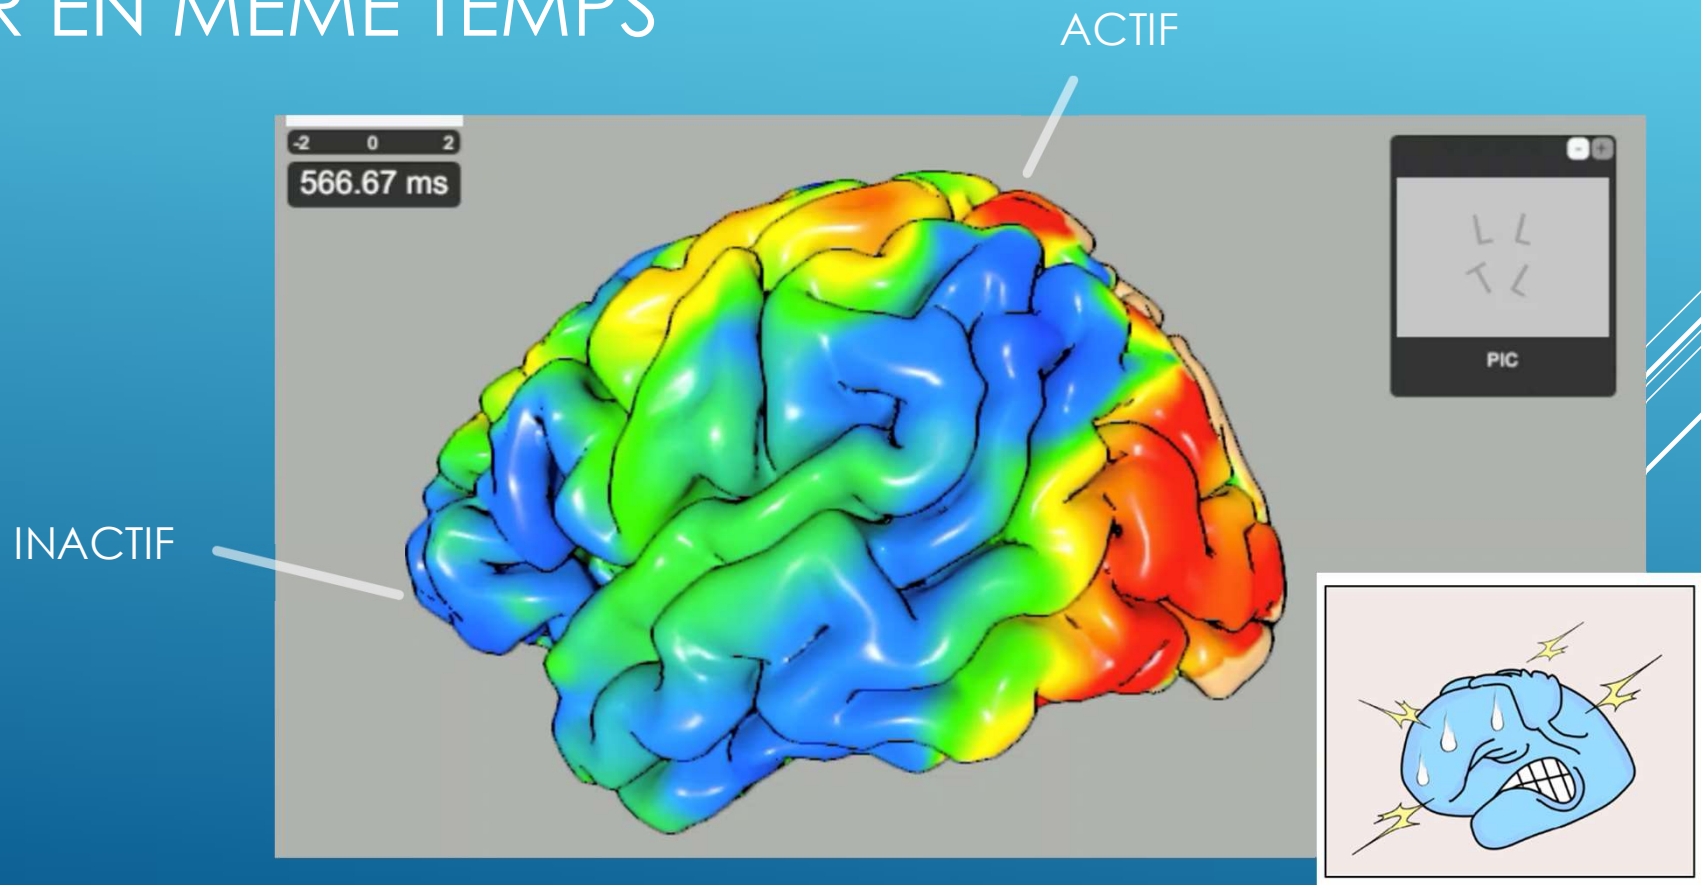 R EN MÊME TEMPS
ACTIF
-2 0 2
566.67 ms
- +
L L
T L
PIC
INACTIF